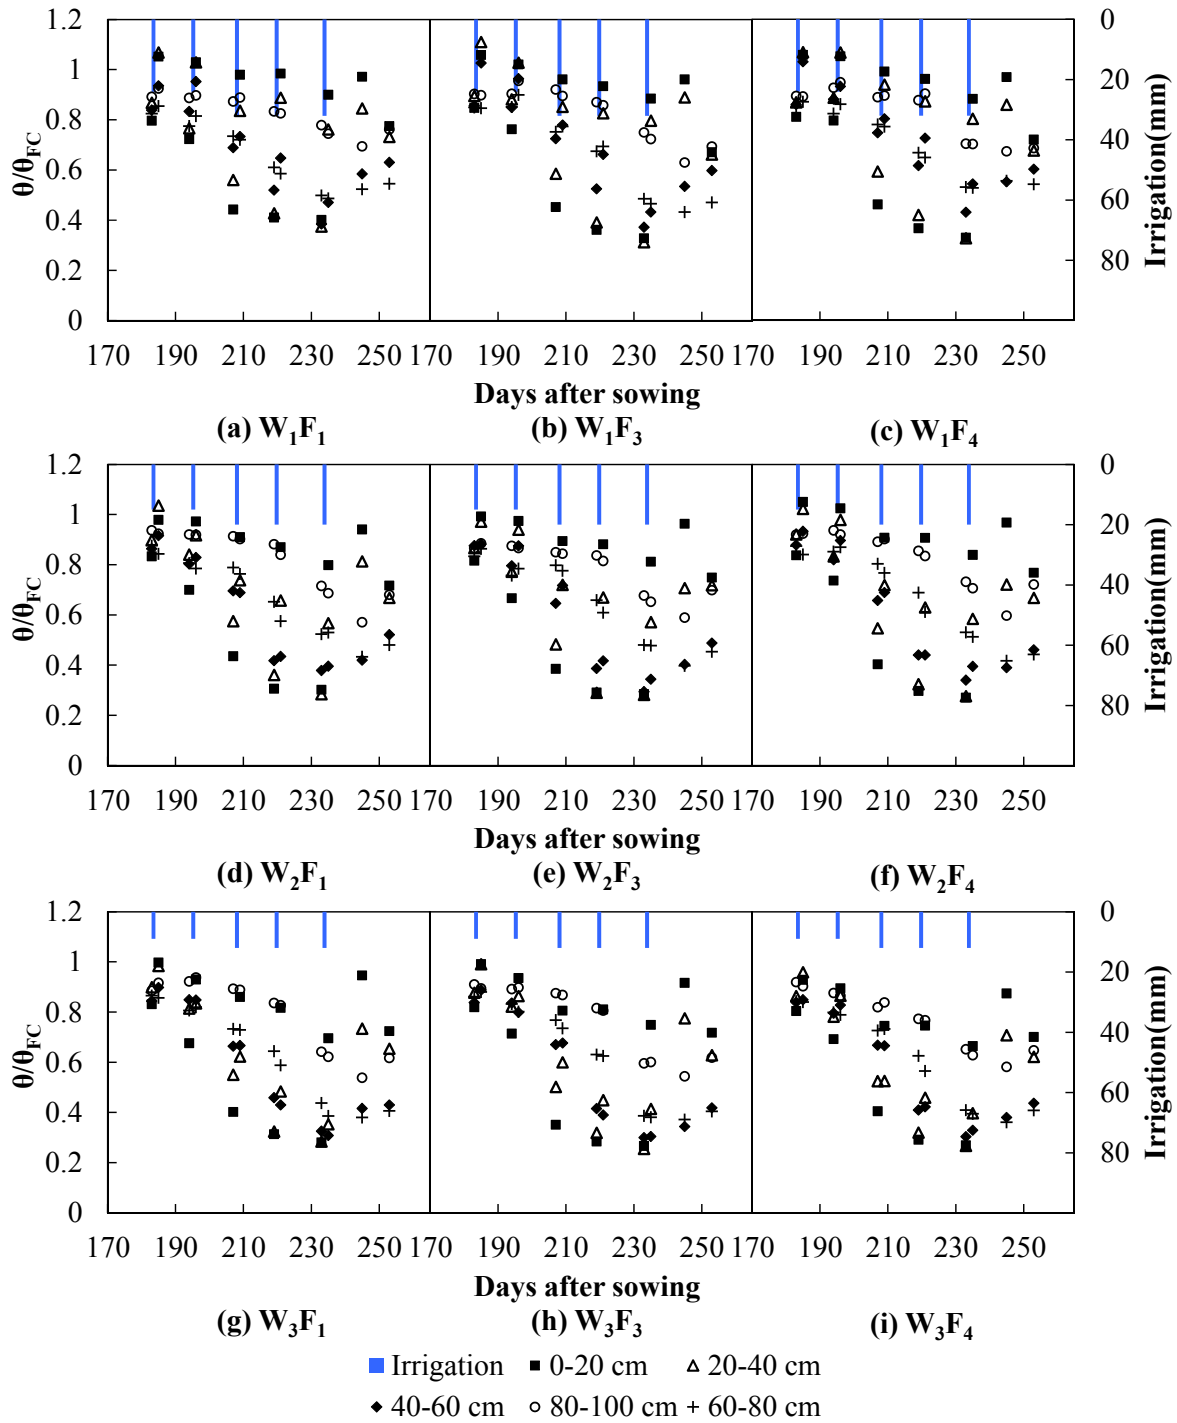 1.2 0
1
0.8 20
0.6 40
0.4 60
0.2 80
0
θ/θFC
Irrigation(mm)
170 190 210 230 250 170 190 210 230 250 170 190 210 230 250
Days after sowing
(a) W1F1 (b) W1F3 (c) W1F4
1.2 0
1
0.8 20
0.6 40
0.4 60
0.2 80
0
θ/θFC
Irrigation(mm)
170 190 210 230 250 170 190 210 230 250 170 190 210 230 250
Days after sowing
(d) W2F1 (e) W2F3 (f) W2F4
1.2 0
1
0.8 20
0.6 40
0.4 60
0.2 80
0
θ/θFC
Irrigation(mm)
170 190 210 230 250 170 190 210 230 250 170 190 210 230 250
Days after sowing
(g) W3F1 (h) W3F3 (i) W3F4
Irrigation 0-20 cm 20-40 cm
40-60 cm 80-100 cm 60-80 cm